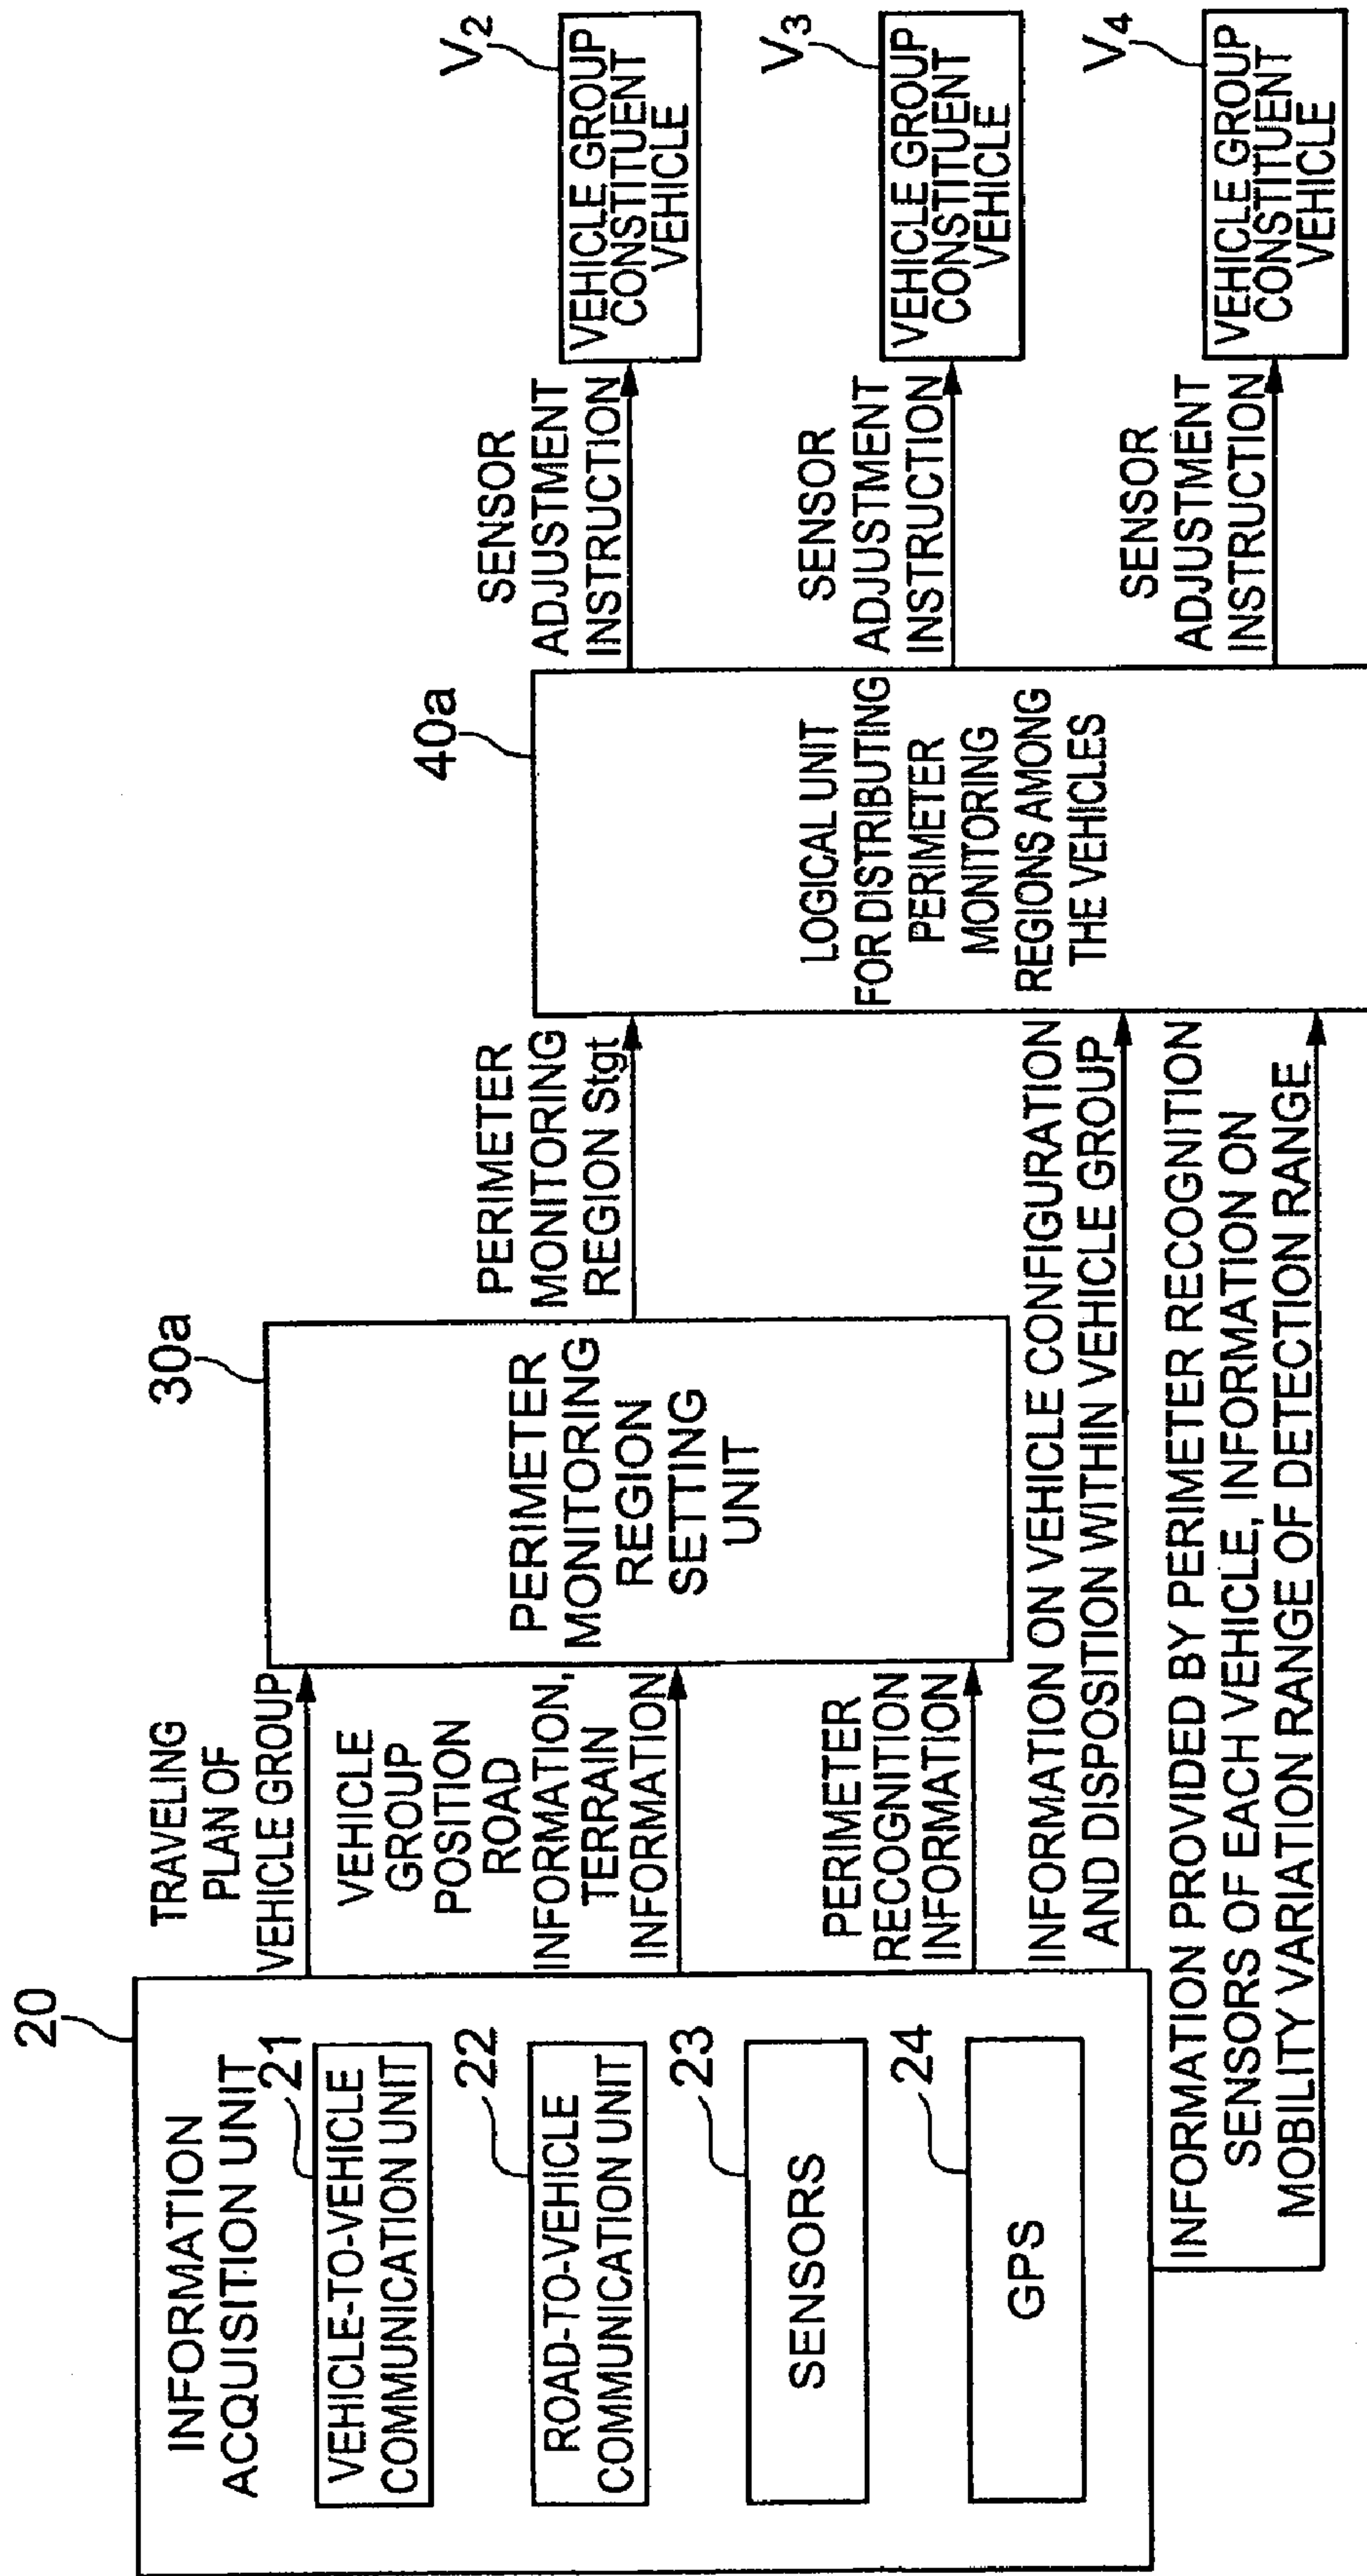 20
INFORMATION
ACQUISITION UNIT
21
VEHICLE-TO-VEHICLE
COMMUNICATION UNIT
22
ROAD-TO-VEHICLE
COMMUNICATION UNIT
23
SENSORS
24
GPS
TRAVELING
PLAN OF
VEHICLE GROUP
VEHICLE
GROUP
POSITION
ROAD
INFORMATION,
TERRAIN
INFORMATION
PERIMETER
RECOGNITION
INFORMATION
INFORMATION ON VEHICLE CONFIGURATION
AND DISPOSITION WITHIN VEHICLE GROUP
INFORMATION PROVIDED BY PERIMETER RECOGNITION
SENSORS OF EACH VEHICLE, INFORMATION ON
MOBILITY VARIATION RANGE OF DETECTION RANGE
30a
PERIMETER
MONITORING
REGION
SETTING
UNIT
PERIMETER
MONITORING
REGION Stgt
40a
LOGICAL UNIT
FOR DISTRIBUTING
PERIMETER
MONITORING
REGIONS AMONG
THE VEHICLES
SENSOR
ADJUSTMENT
INSTRUCTION
SENSOR
ADJUSTMENT
INSTRUCTION
SENSOR
ADJUSTMENT
INSTRUCTION
V2
VEHICLE GROUP
CONSTITUENT
VEHICLE
V3
VEHICLE GROUP
CONSTITUENT
VEHICLE
V4
VEHICLE GROUP
CONSTITUENT
VEHICLE